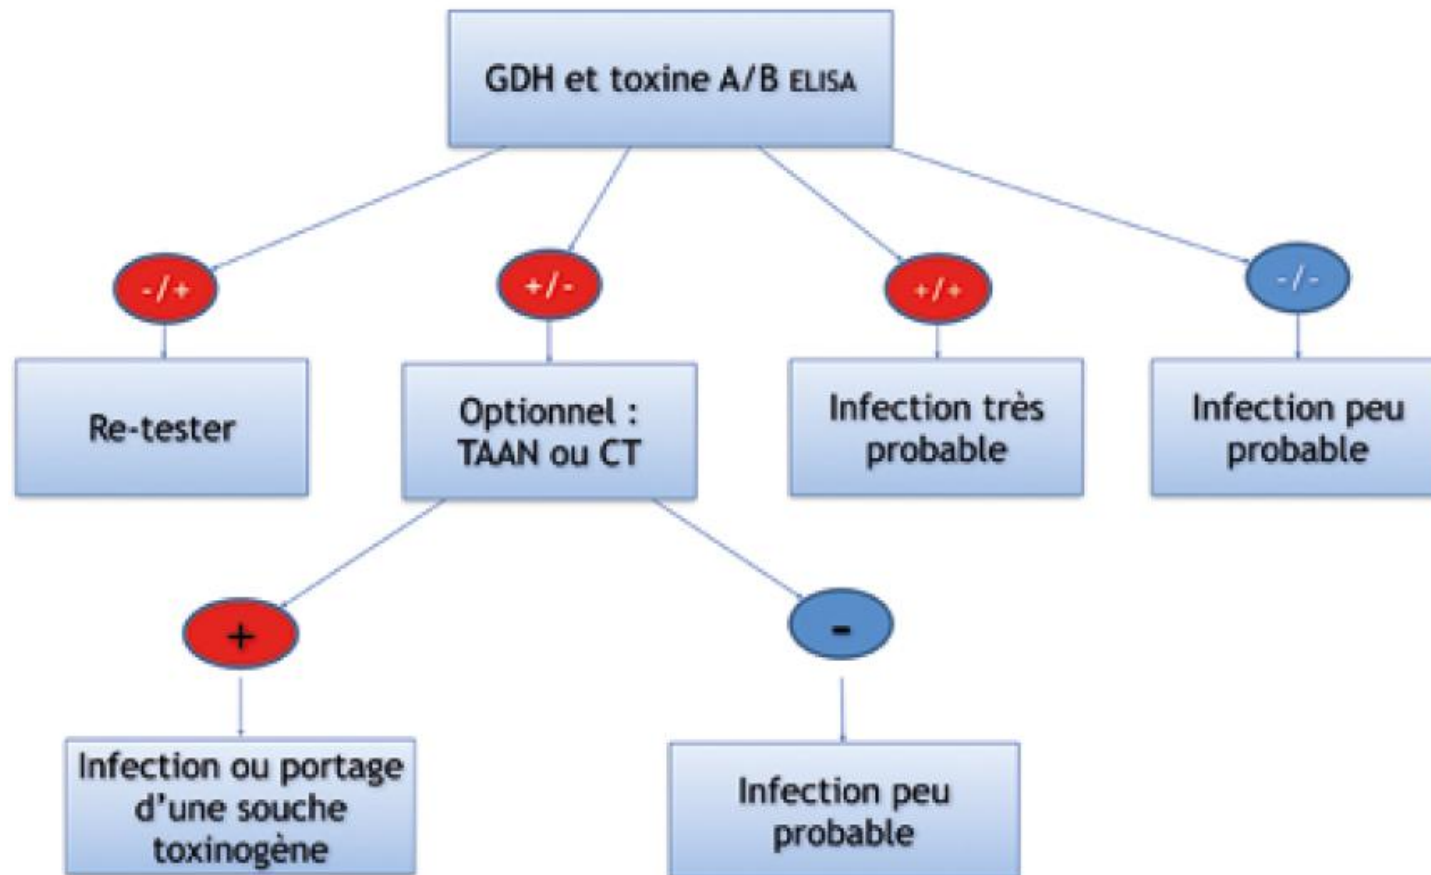 GDH et toxine A/B ELISA
-/+
+/-
+/+
-/-
Re-tester
Optionnel :
TAAN ou CT
Infection très
probable
Infection peu
probable
+
-
Infection ou portage
d'une souche
toxinogène
Infection peu
probable